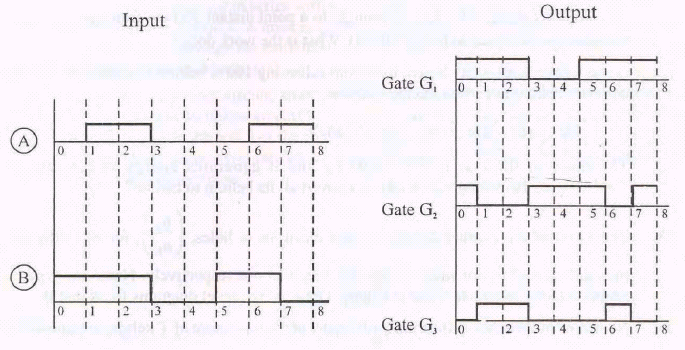 Input
Output
Gate G1
0 1 2 3 4 5 6 7 8
A
0 1 2 3 4 5 6 7 8
Gate G2
0 1 2 3 4 5 6 7 8
B
0 1 2 3 4 5 6 7 8
Gate G3
0 1 2 3 4 5 6 7 8